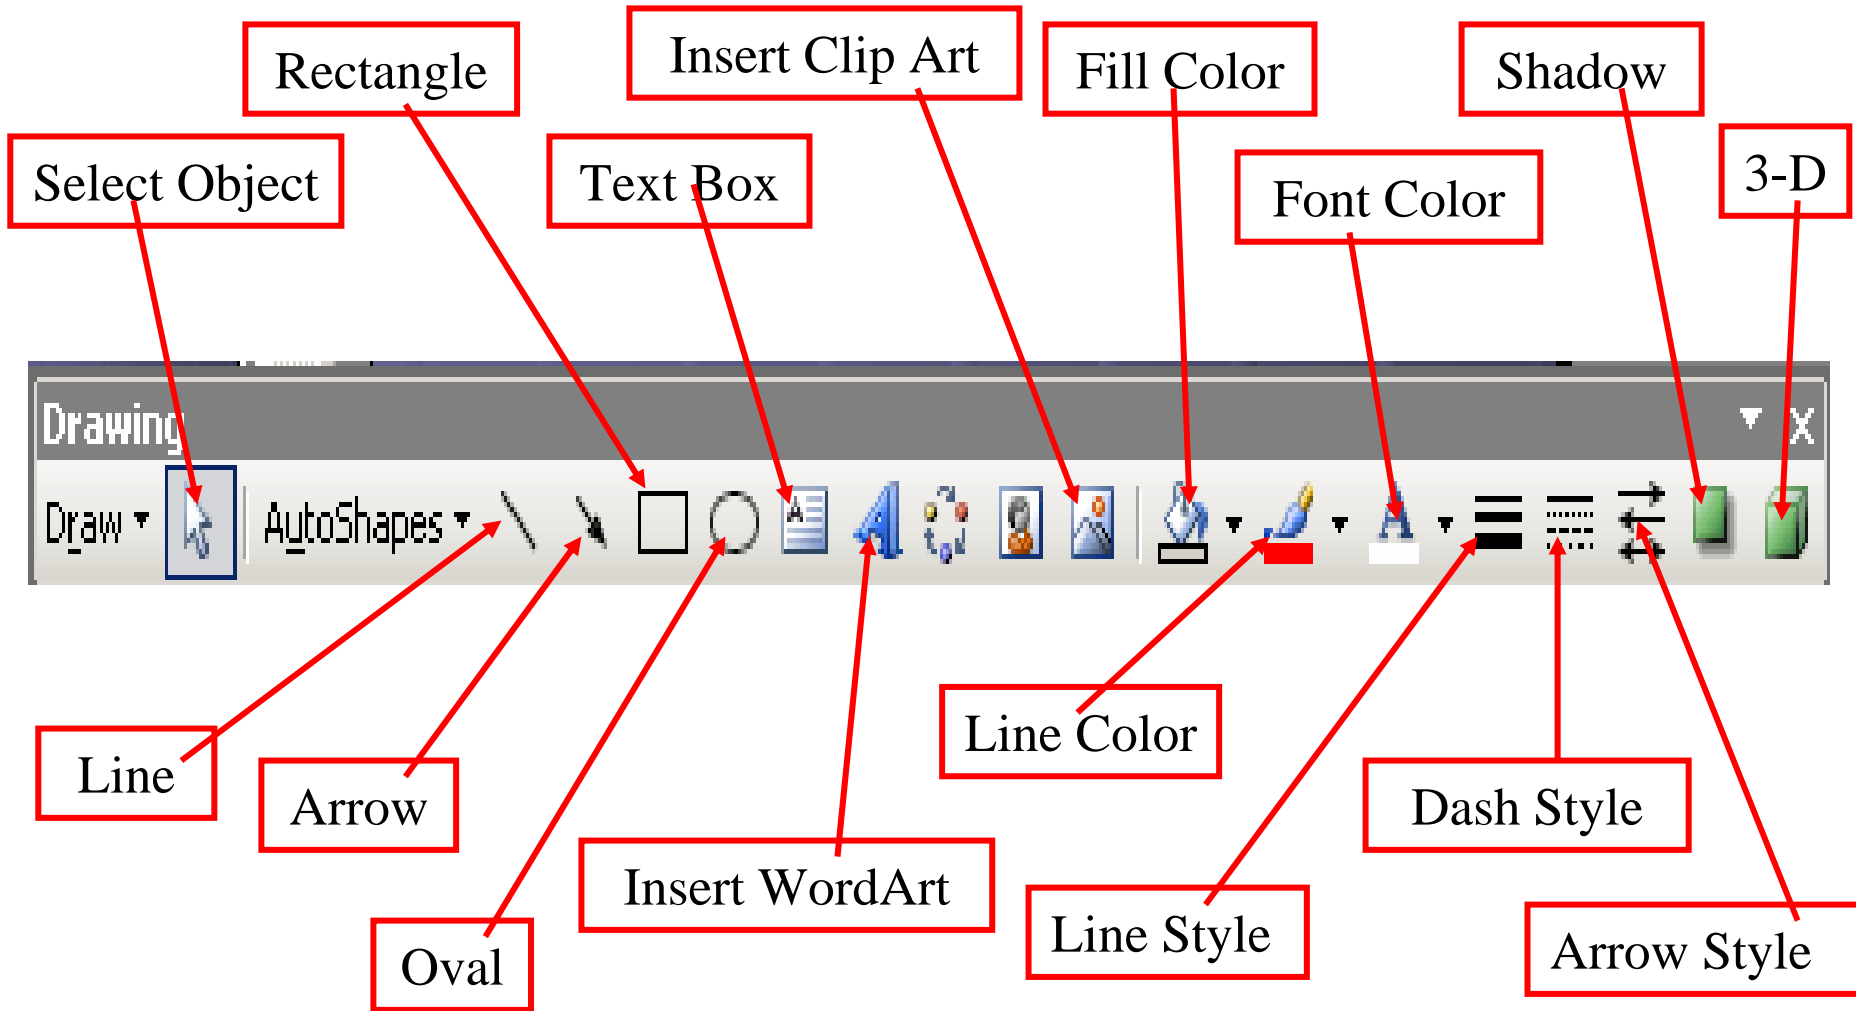 Rectangle
Insert Clip Art
Fill Color
Shadow
Select Object
Text Box
Font Color
3-D
Drawing
Draw
AutoShapes
Line
Arrow
Oval
Insert WordArt
Line Color
Line Style
Dash Style
Arrow Style